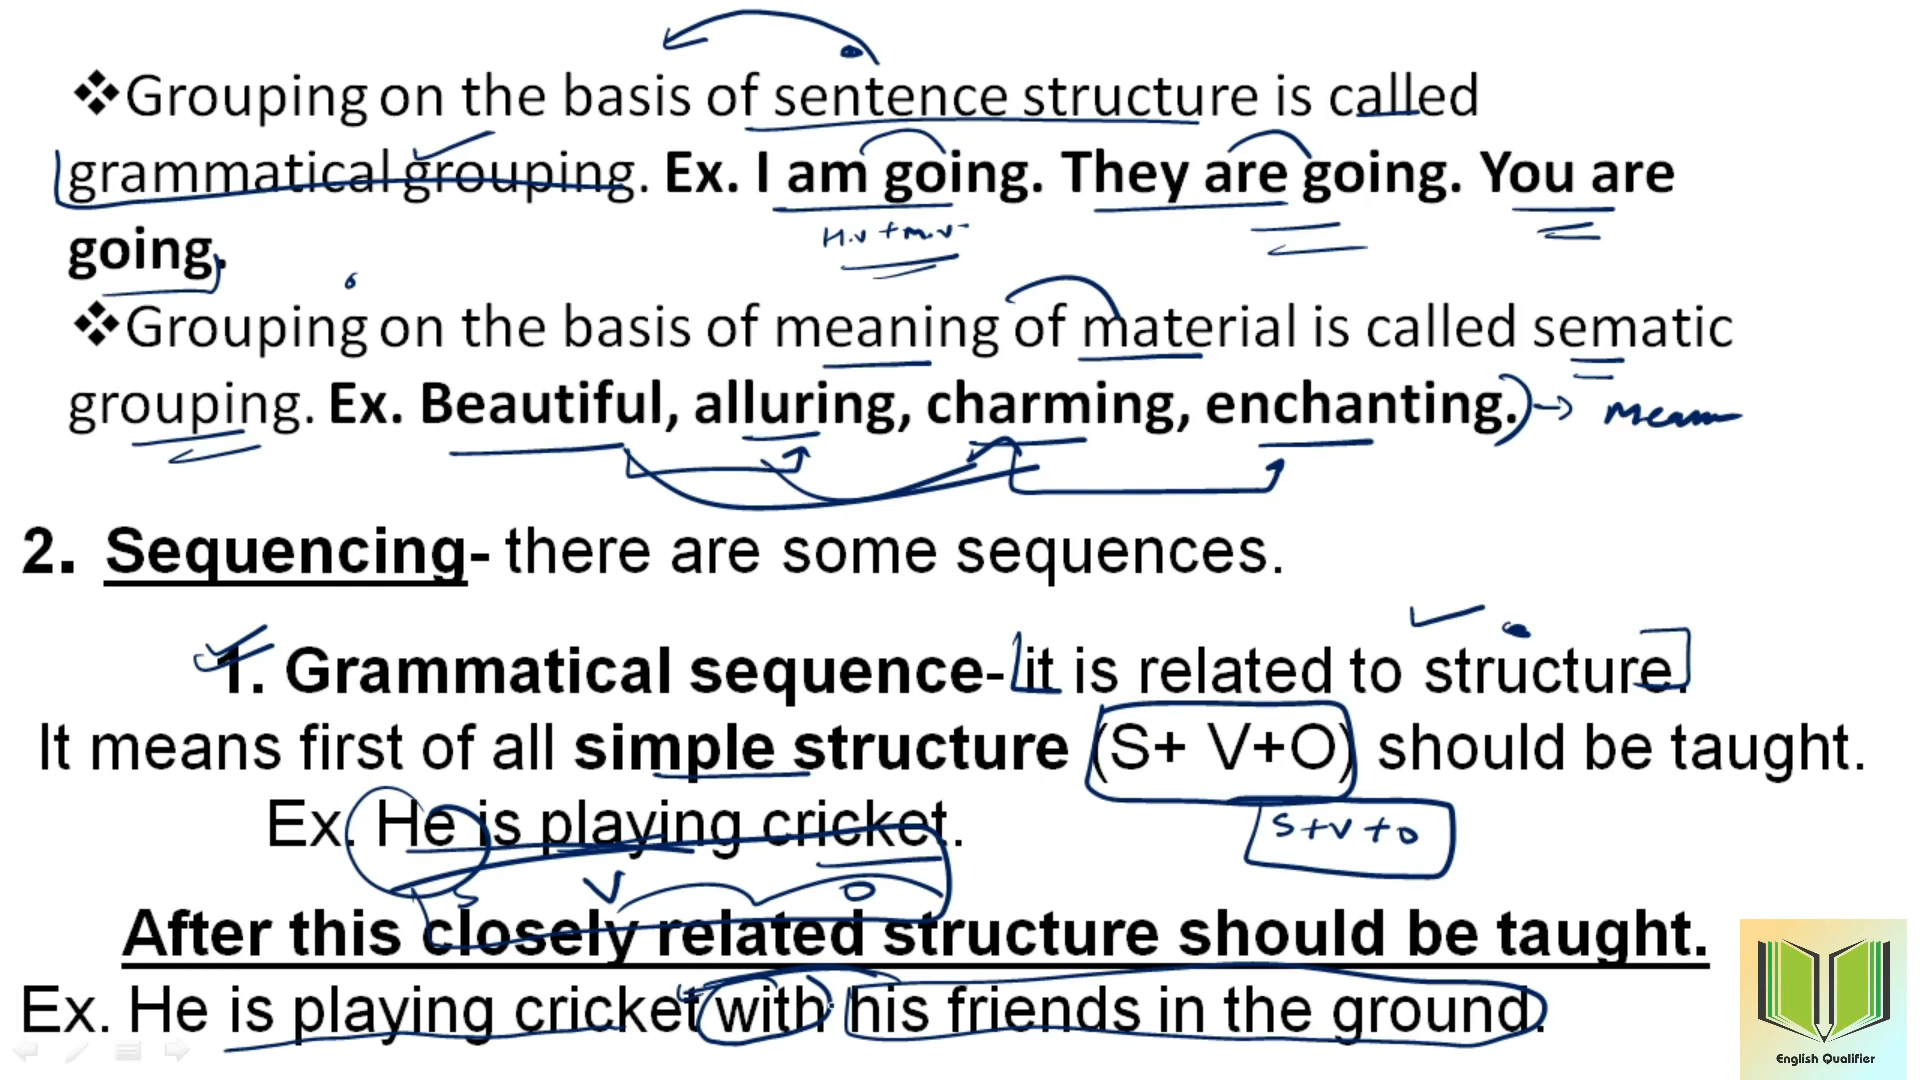 ❖Grouping on the basis of sentence structure is called
grammatical grouping. Ex. I am going. They are going. You are
H.v + m.v
going.
❖Grouping on the basis of meaning of material is called sematic
grouping. Ex. Beautiful, alluring, charming, enchanting.) → mean
2. Sequencing- there are some sequences.
1. Grammatical sequence- it is related to structure.
It means first of all simple structure (S+ V+O) should be taught.
Ex. He is playing cricket.
S+V+O
S V O
After this closely related structure should be taught.
Ex. He is playing cricket with his friends in the ground.
English Qualifier